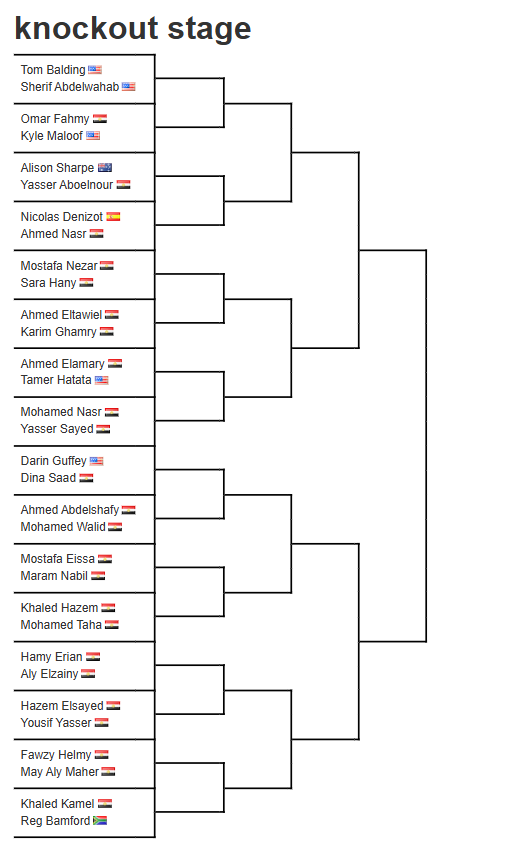 knockout stage
Tom Balding
Sherif Abdelwahab
Omar Fahmy
Kyle Maloof
Alison Sharpe
Yasser Aboelnour
Nicolas Denizot
Ahmed Nasr
Mostafa Nezar
Sara Hany
Ahmed Eltawiel
Karim Ghamry
Ahmed Elamary
Tamer Hatata
Mohamed Nasr
Yasser Sayed
Darin Guffey
Dina Saad
Ahmed Abdelshafy
Mohamed Walid
Mostafa Eissa
Maram Nabil
Khaled Hazem
Mohamed Taha
Hamy Erian
Aly Elzainy
Hazem Elsayed
Yousif Yasser
Fawzy Helmy
May Aly Maher
Khaled Kamel
Reg Bamford